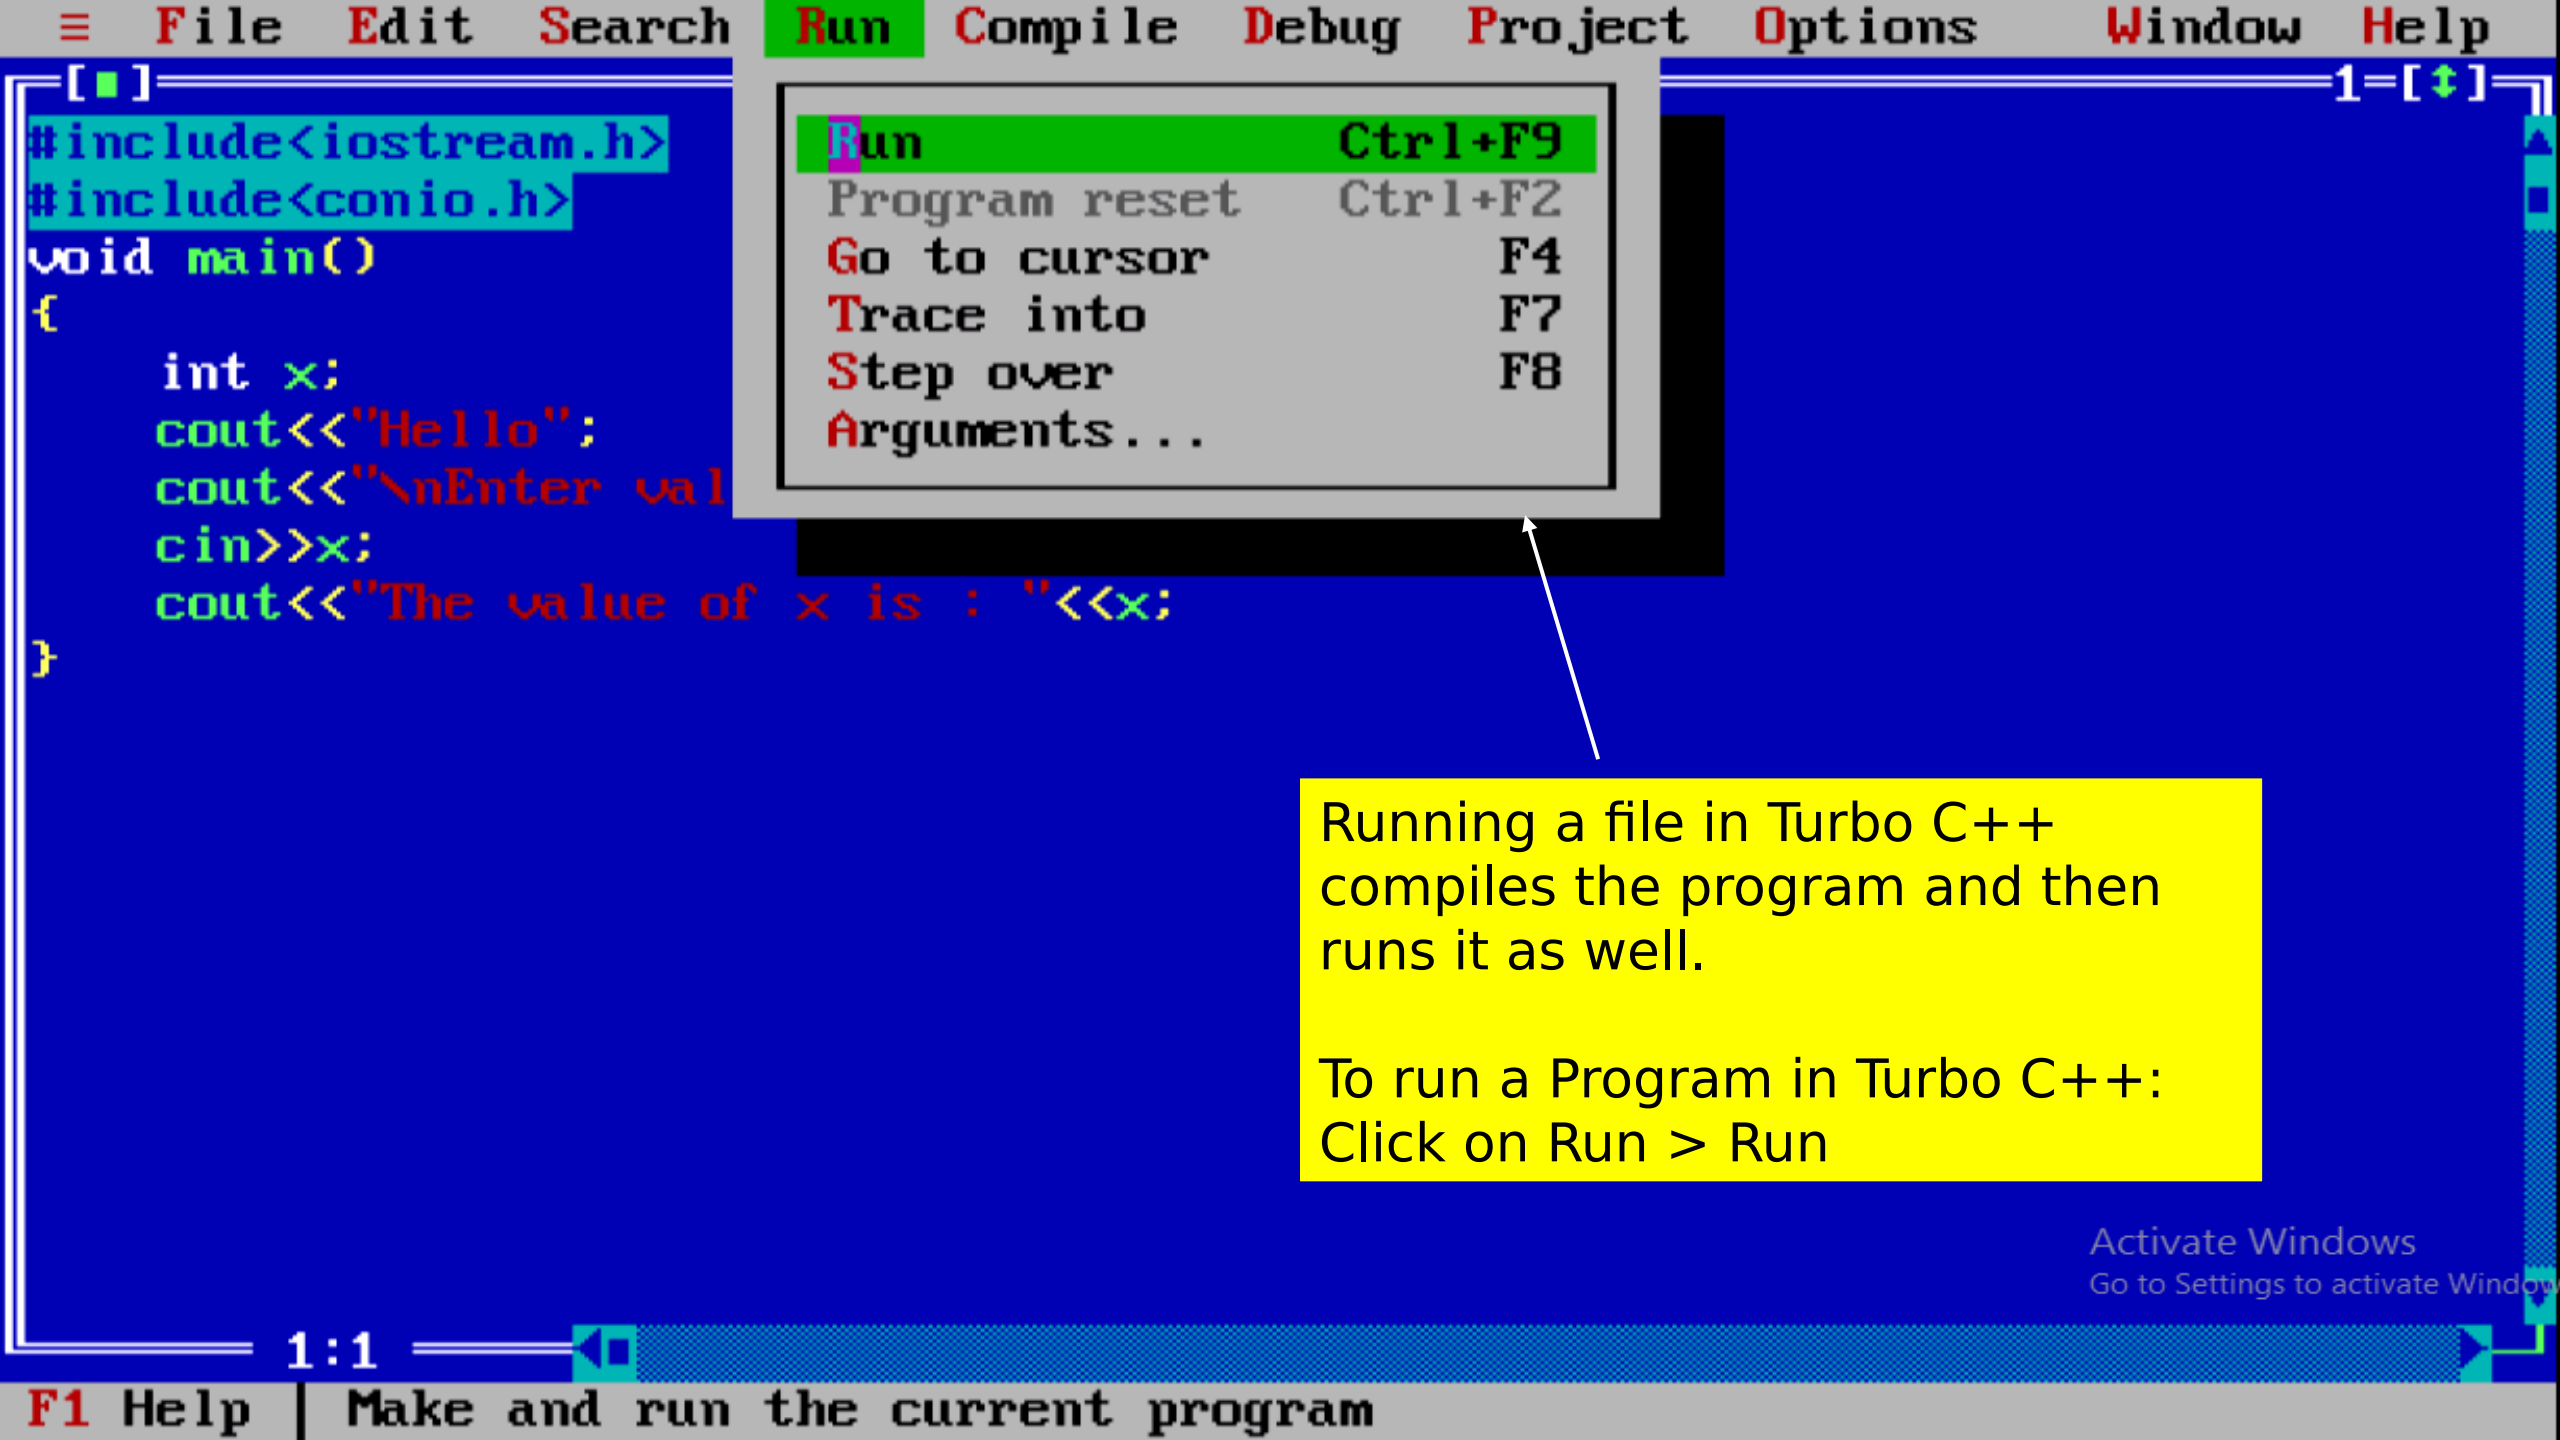 ≡ File Edit Search Run Compile Debug Project Options Window Help
[■] 1=[↕]
#include<iostream.h>
#include<conio.h>
void main()
{
int x;
cout<<"Hello";
cout<<"\nEnter val
cin>>x;
cout<<"The value of x is : "<<x;
}
Run Ctrl+F9
Program reset Ctrl+F2
Go to cursor F4
Trace into F7
Step over F8
Arguments...
Running a file in Turbo C++
compiles the program and then
runs it as well.
To run a Program in Turbo C++:
Click on Run > Run
Activate Windows
Go to Settings to activate Window
1:1
F1 Help | Make and run the current program